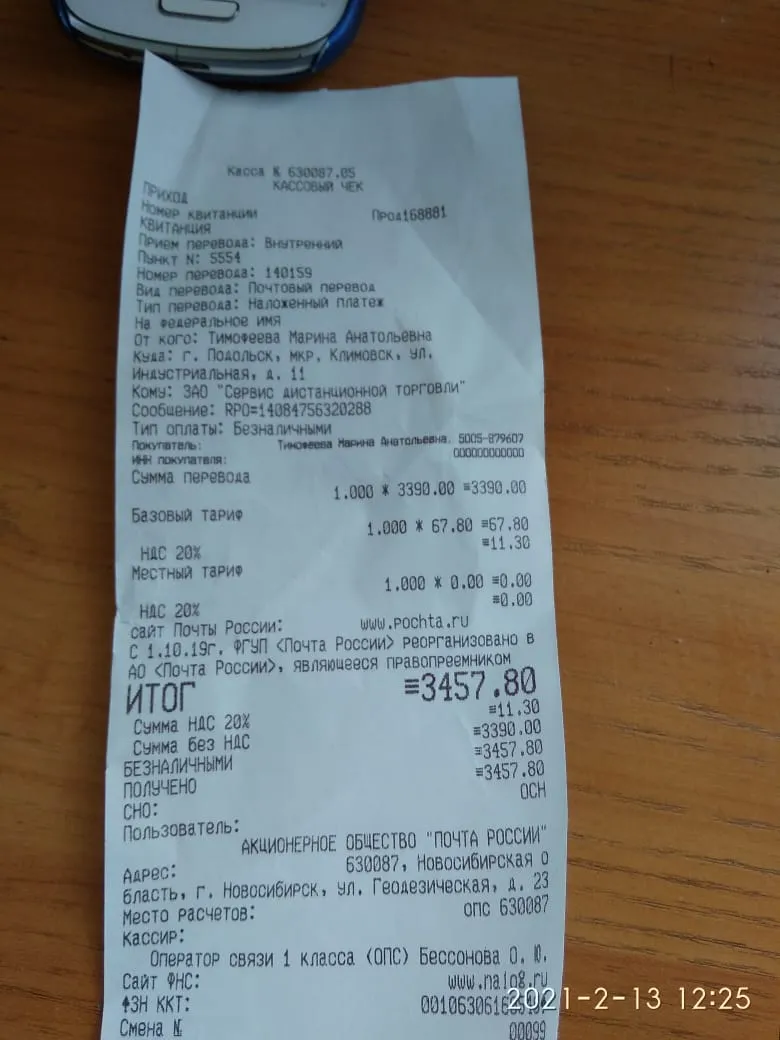 Касса № 630087.05
КАССОВЫЙ ЧЕК
ПРИХОД
Номер квитанции Прод168881
КВИТАНЦИЯ
Прием перевода: Внутренний
Пункт N: 5554
Номер перевода: 140159
Вид перевода: Почтовый перевод
Тип перевода: Наложенный платеж
На федеральное имя
От кого: Тимофеева Марина Анатольевна
Куда: г. Подольск, мкр. Климовск, ул.
Индустриальная, д. 11
Кому: ЗАО "Сервис дистанционной торговли"
Сообщение: RPO=14084756320288
Тип оплаты: Безналичными
Покупатель: Тимофеева Марина Анатольевна. 5005-879607
ИНН покупателя: 000000000000
Сумма перевода
1.000 * 3390.00 ≡3390.00
Базовый тариф
1.000 * 67.80 ≡67.80
НДС 20% ≡11.30
Местный тариф
1.000 * 0.00 ≡0.00
НДС 20% ≡0.00
сайт Почты России: www.pochta.ru
С 1.10.19г. ФГУП <Почта России> реорганизовано в
АО <Почта России>, являющееся правопреемником
ИТОГ ≡3457.80
Сумма НДС 20% ≡11.30
Сумма без НДС ≡3390.00
БЕЗНАЛИЧНЫМИ ≡3457.80
ПОЛУЧЕНО ≡3457.80
СНО: ОСН
Пользователь:
АКЦИОНЕРНОЕ ОБЩЕСТВО "ПОЧТА РОССИИ"
Адрес: 630087, Новосибирская о
бласть, г. Новосибирск, ул. Геодезическая, д. 23
Место расчетов: ОПС 630087
Кассир:
Оператор связи 1 класса (ОПС) Бессонова О. Ю.
Сайт ФНС: www.nalog.ru
ЗН ККТ:
Смена № 00099
2021-2-13 12:25